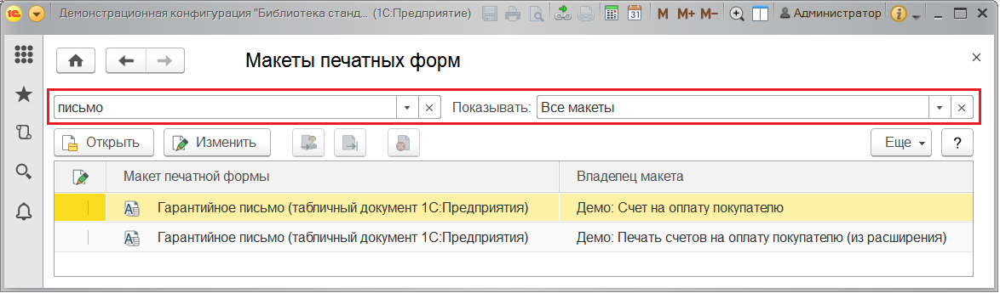 1С Демонстрационная конфигурация "Библиотека станд... (1С:Предприятие) 31 M M+ M− Администратор i
Макеты печатных форм
письмо Показывать: Все макеты
Открыть Изменить Еще ?
Макет печатной формы Владелец макета
Гарантийное письмо (табличный документ 1С:Предприятия) Демо: Счет на оплату покупателю
Гарантийное письмо (табличный документ 1С:Предприятия) Демо: Печать счетов на оплату покупателю (из расширения)